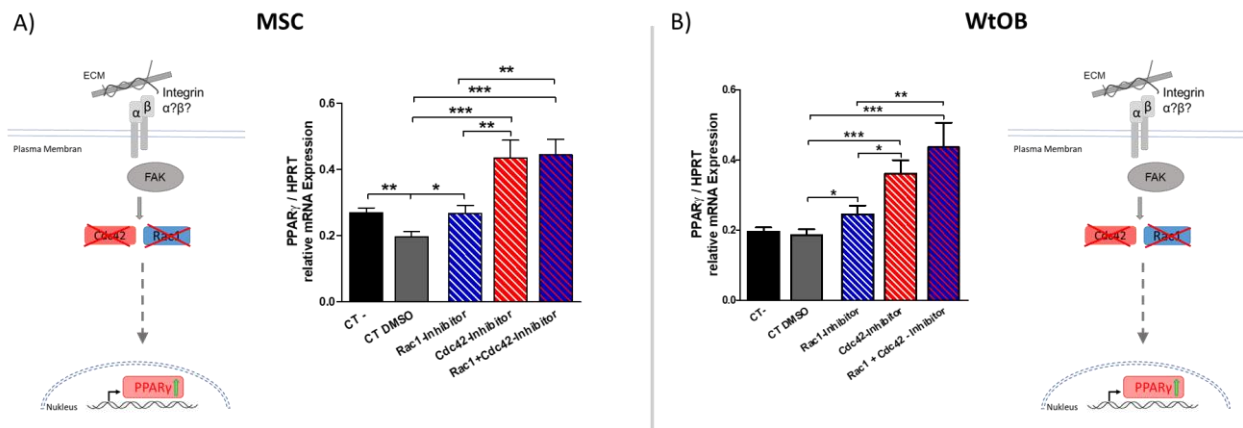 A)
MSC
ECM
Integrin
α?β?
α β
Plasma Membran
FAK
Cdc42 Rac1
PPARγ
Nukleus
** 
***
***
**
** *
PPARγ / HPRT
relative mRNA Expression
0.6
0.4
0.2
0.0
CT -
CT DMSO
Rac1-Inhibitor
Cdc42-Inhibitor
Rac1+Cdc42-Inhibitor
B)
WtOB
**
***
***
*
*
PPARγ / HPRT
relative mRNA Expression
0.6
0.4
0.2
0.0
CT-
CT DMSO
Rac1-Inhibitor
Cdc42-Inhibitor
Rac1 + Cdc42 - Inhibitor
ECM
Integrin
α?β?
α β
Plasma Membran
FAK
Cdc42 Rac1
PPARγ
Nukleus